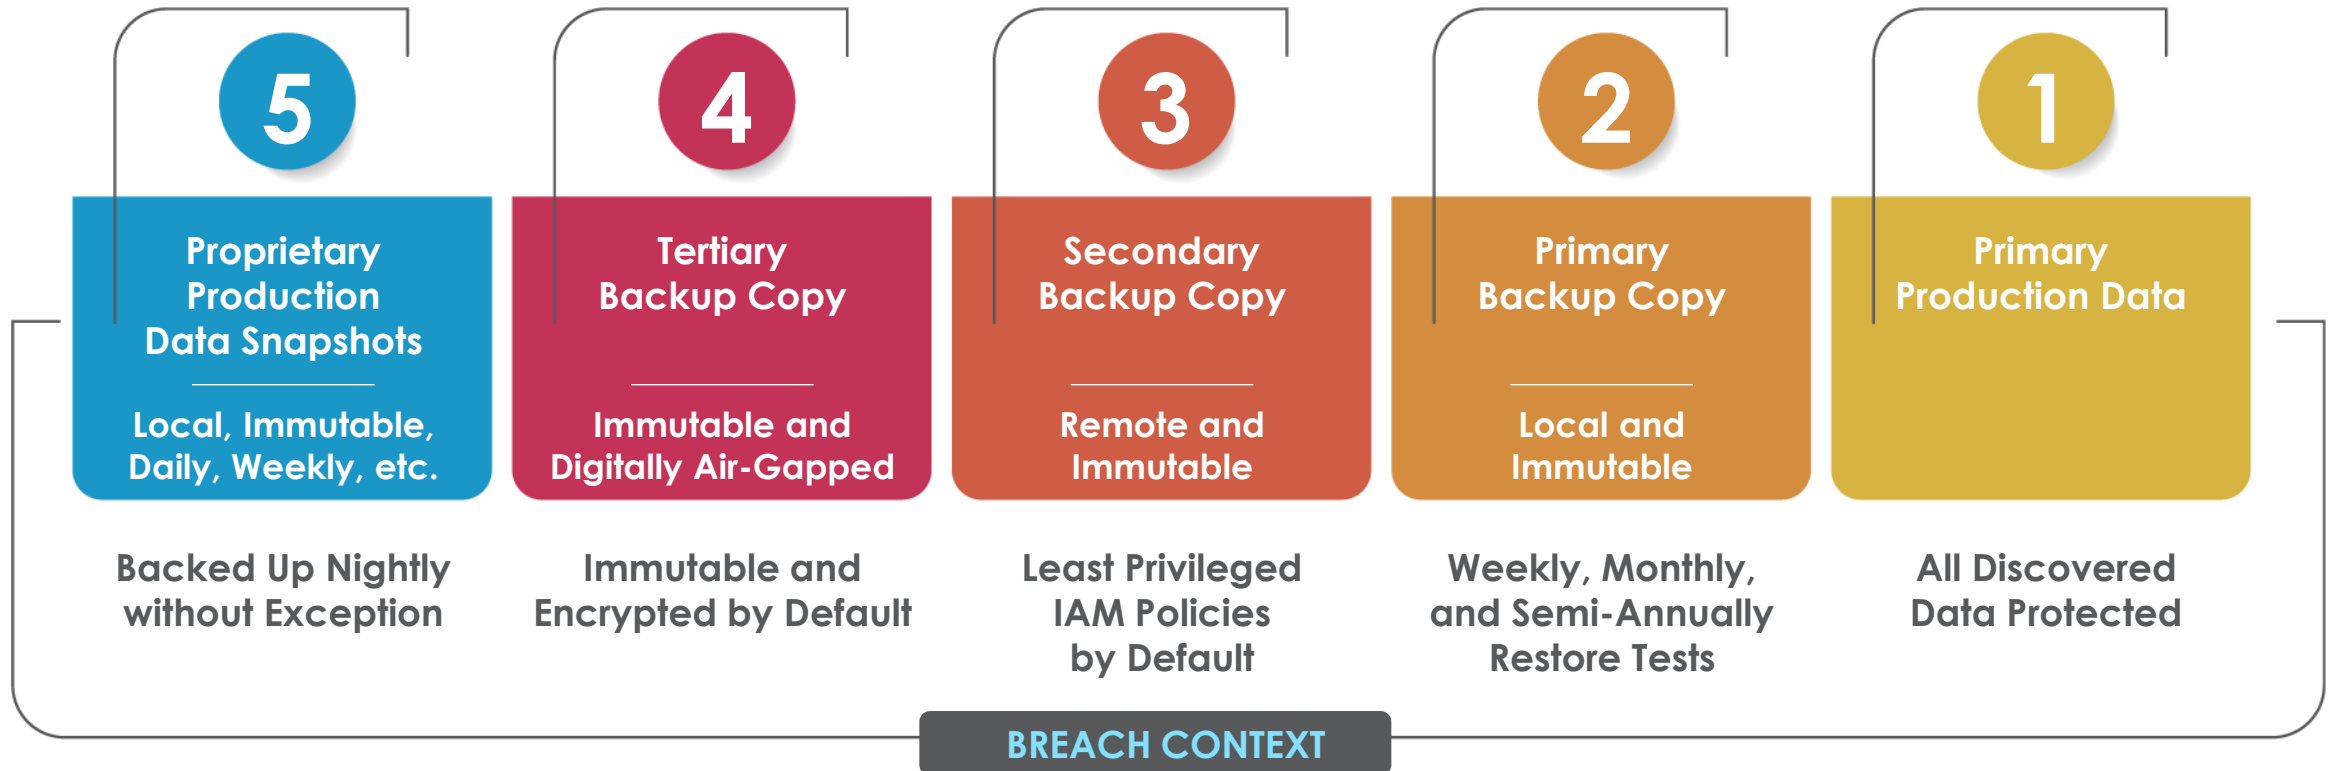 5
Proprietary
Production
Data Snapshots
Local, Immutable,
Daily, Weekly, etc.
Backed Up Nightly
without Exception
4
Tertiary
Backup Copy
Immutable and
Digitally Air-Gapped
Immutable and
Encrypted by Default
3
Secondary
Backup Copy
Remote and
Immutable
Least Privileged
IAM Policies
by Default
2
Primary
Backup Copy
Local and
Immutable
Weekly, Monthly,
and Semi-Annually
Restore Tests
1
Primary
Production Data
All Discovered
Data Protected
BREACH CONTEXT